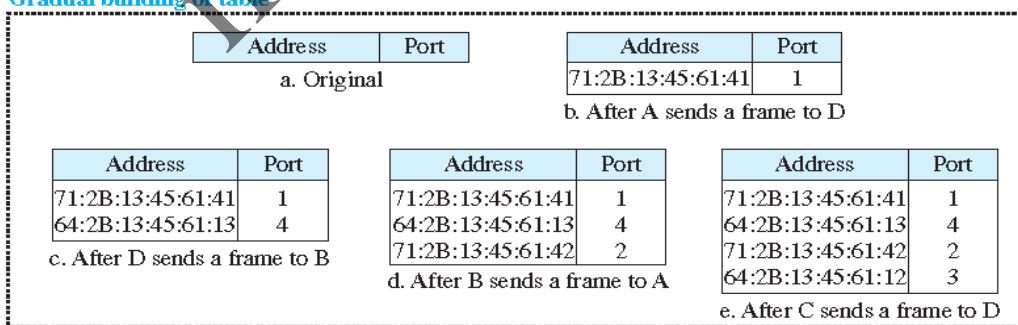 Gradual building of table
Address Port
a. Original
Address Port
71:2B:13:45:61:41 1
b. After A sends a frame to D
Address Port
71:2B:13:45:61:41 1
64:2B:13:45:61:13 4
c. After D sends a frame to B
Address Port
71:2B:13:45:61:41 1
64:2B:13:45:61:13 4
71:2B:13:45:61:42 2
d. After B sends a frame to A
Address Port
71:2B:13:45:61:41 1
64:2B:13:45:61:13 4
71:2B:13:45:61:42 2
64:2B:13:45:61:12 3
e. After C sends a frame to D